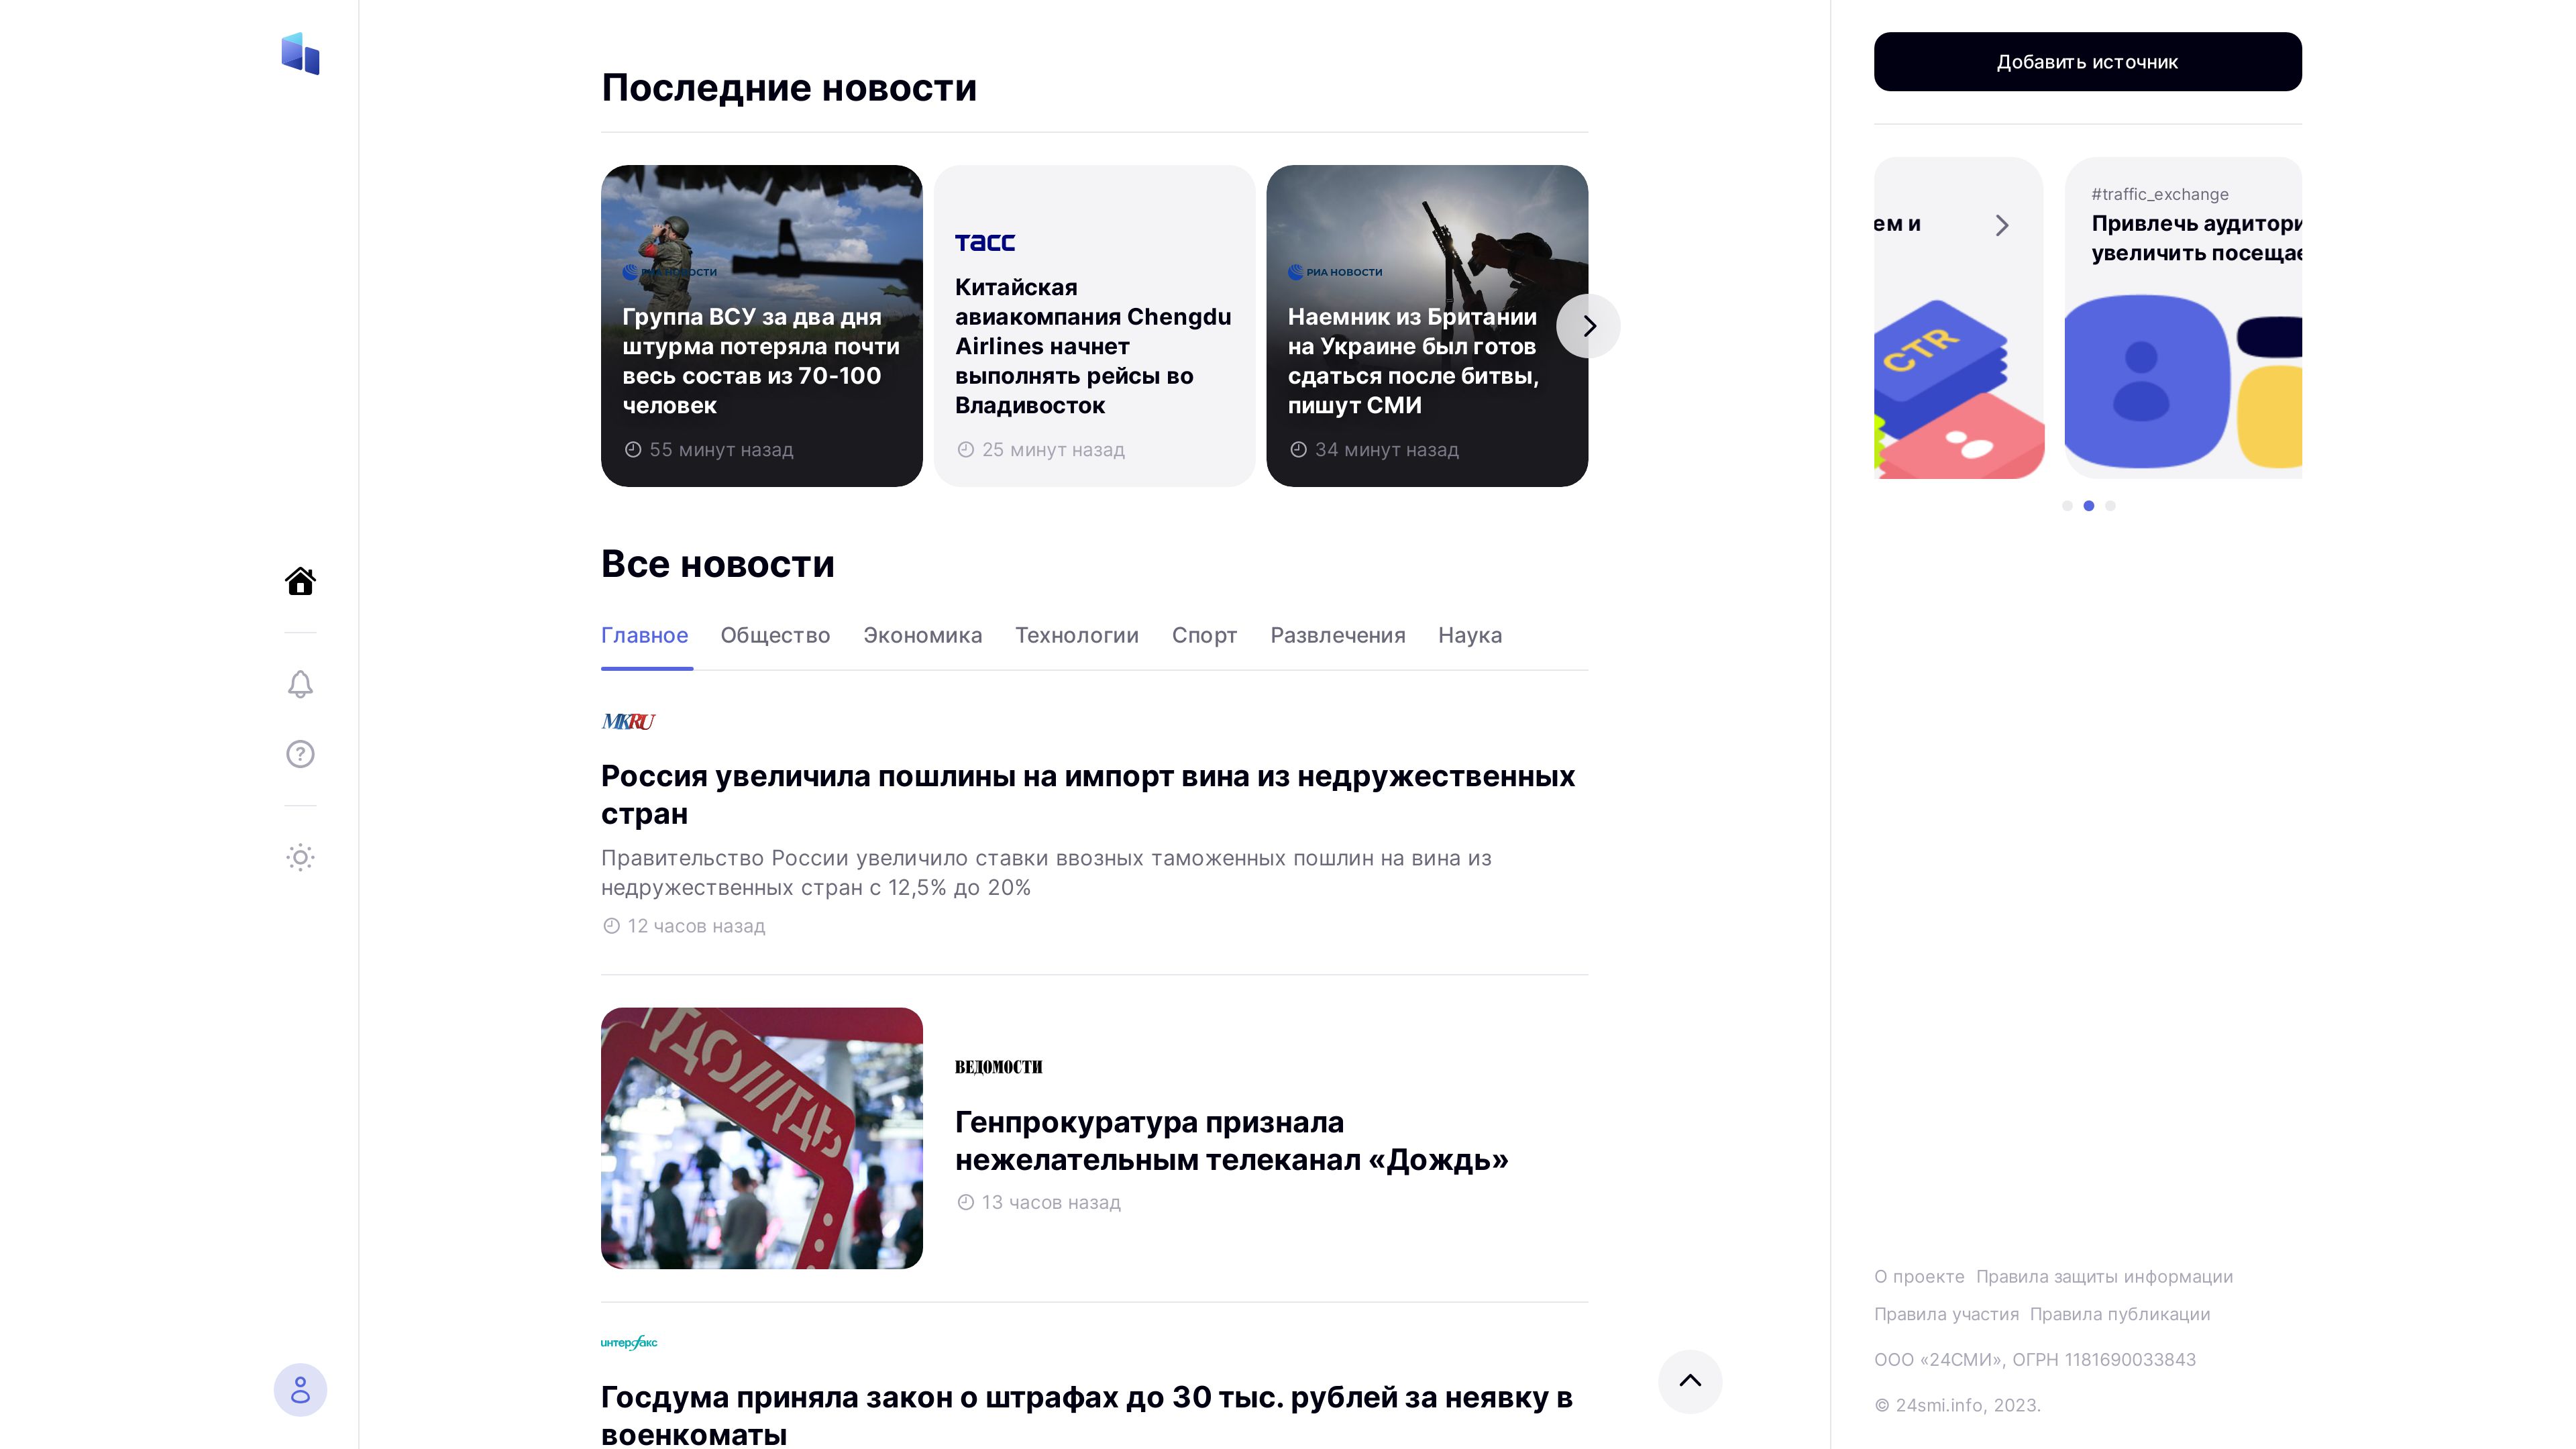 Последние новости
РИА НОВОСТИ
Группа ВСУ за два дня
штурма потеряла почти
весь состав из 70-100
человек
55 минут назад
тасс
Китайская
авиакомпания Chengdu
Airlines начнет
выполнять рейсы во
Владивосток
25 минут назад
РИА НОВОСТИ
Наемник из Британии
на Украине был готов
сдаться после битвы,
пишут СМИ
34 минут назад
Все новости
Главное Общество Экономика Технологии Спорт Развлечения Наука
MKRU
Россия увеличила пошлины на импорт вина из недружественных
стран
Правительство России увеличило ставки ввозных таможенных пошлин на вина из
недружественных стран с 12,5% до 20%
12 часов назад
ДО///ДЬ
ВЕДОМОСТИ
Генпрокуратура признала
нежелательным телеканал «Дождь»
13 часов назад
интерфакс
Госдума приняла закон о штрафах до 30 тыс. рублей за неявку в
военкоматы
Добавить источник
ем и
CTR
#traffic_exchange
Привлечь аудитори
увеличить посещае
О проекте Правила защиты информации
Правила участия Правила публикации
ООО «24СМИ», ОГРН 1181690033843
© 24smi.info, 2023.